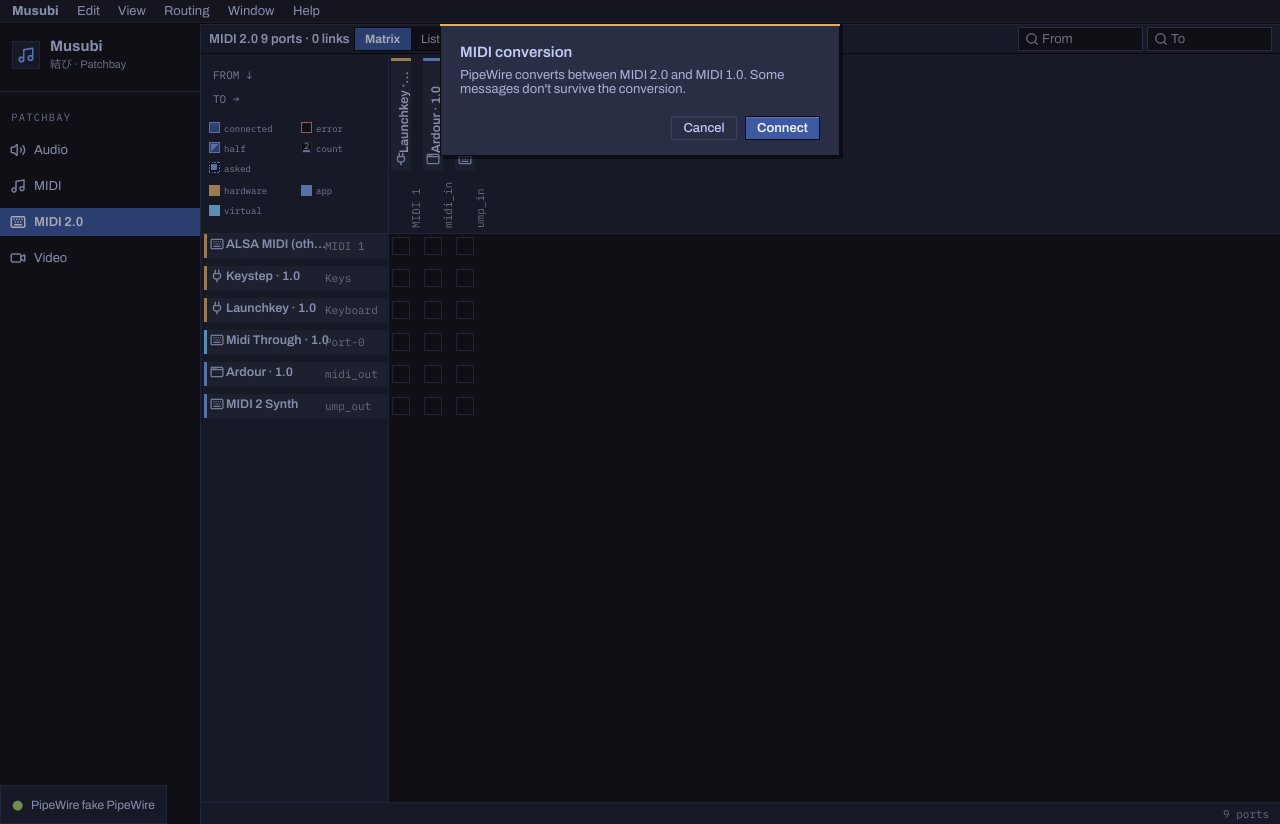 Musubi Edit View Routing Window Help
Musubi
結び · Patchbay
PATCHBAY
Audio
MIDI
MIDI 2.0
Video
PipeWire fake PipeWire
MIDI 2.0 9 ports · 0 links Matrix List
From
To
MIDI conversion
PipeWire converts between MIDI 2.0 and MIDI 1.0. Some
messages don't survive the conversion.
Cancel Connect
FROM ↓
TO →
connected error
half 2 count
asked
hardware app
virtual
Launchkey ·…
Ardour · 1.0
MIDI 1
midi_in
ump_in
ALSA MIDI (oth… MIDI 1
Keystep · 1.0 Keys
Launchkey · 1.0 Keyboard
Midi Through · 1.0 Port-0
Ardour · 1.0 midi_out
MIDI 2 Synth ump_out
9 ports